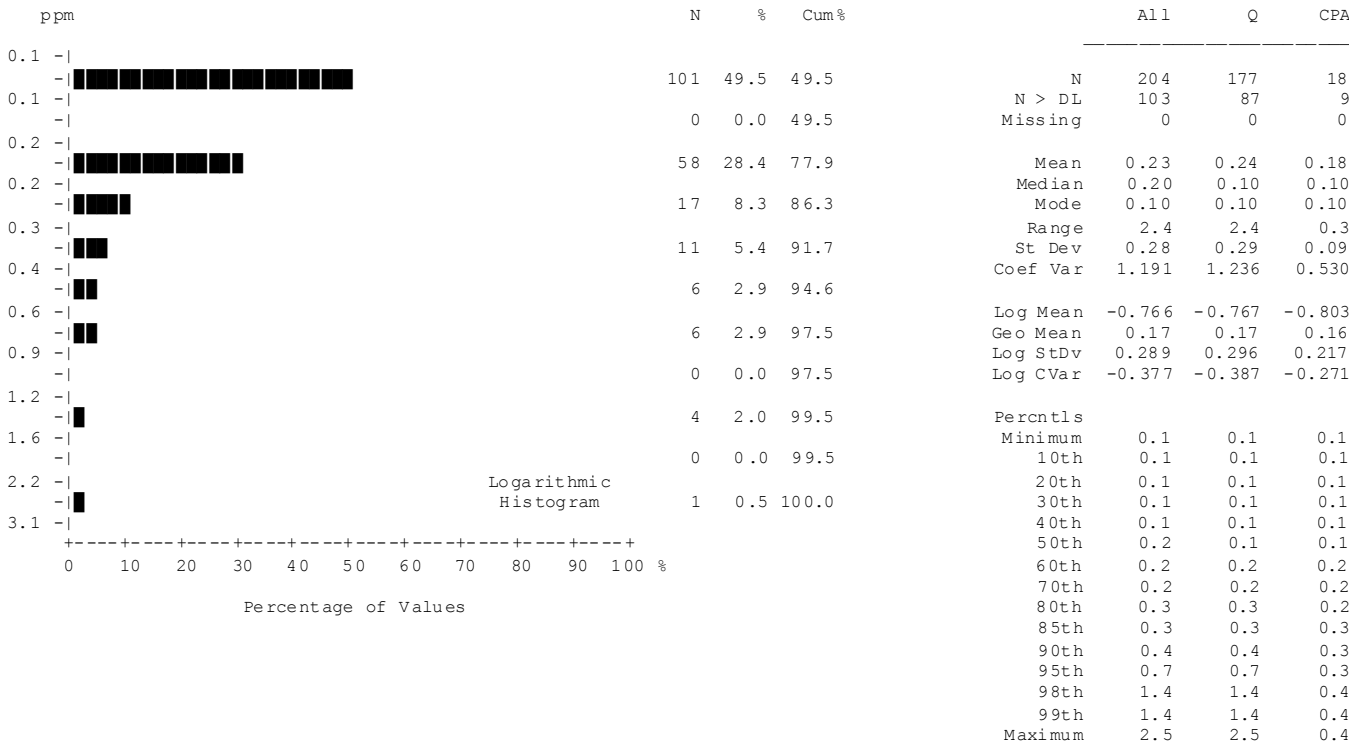 ppm N % Cum% All Q CPA
0.1 -|
-| 101 49.5 49.5 N 204 177 18
0.1 -| N > DL 103 87 9
-| 0 0.0 49.5 Missing 0 0 0
0.2 -|
-| 58 28.4 77.9 Mean 0.23 0.24 0.18
0.2 -| Median 0.20 0.10 0.10
-| 17 8.3 86.3 Mode 0.10 0.10 0.10
0.3 -| Range 2.4 2.4 0.3
-| 11 5.4 91.7 St Dev 0.28 0.29 0.09
0.4 -| Coef Var 1.191 1.236 0.530
-| 6 2.9 94.6
0.6 -| Log Mean -0.766 -0.767 -0.803
-| 6 2.9 97.5 Geo Mean 0.17 0.17 0.16
0.9 -| Log StDv 0.289 0.296 0.217
-| 0 0.0 97.5 Log CVar -0.377 -0.387 -0.271
1.2 -|
-| 4 2.0 99.5 Percntls
1.6 -| Minimum 0.1 0.1 0.1
-| 0 0.0 99.5 10th 0.1 0.1 0.1
2.2 -| Logarithmic 20th 0.1 0.1 0.1
-| Histogram 1 0.5 100.0 30th 0.1 0.1 0.1
3.1 -| 40th 0.1 0.1 0.1
+----+----+----+----+----+----+----+----+----+----+ 50th 0.2 0.1 0.1
0 10 20 30 40 50 60 70 80 90 100 % 60th 0.2 0.2 0.2
70th 0.2 0.2 0.2
Percentage of Values 80th 0.3 0.3 0.2
85th 0.3 0.3 0.3
90th 0.4 0.4 0.3
95th 0.7 0.7 0.3
98th 1.4 1.4 0.4
99th 1.4 1.4 0.4
Maximum 2.5 2.5 0.4